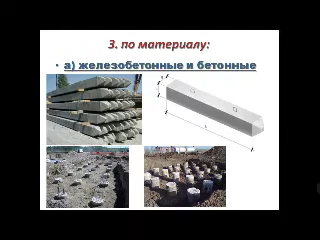 3. по материалу:
• а) железобетонные и бетонные